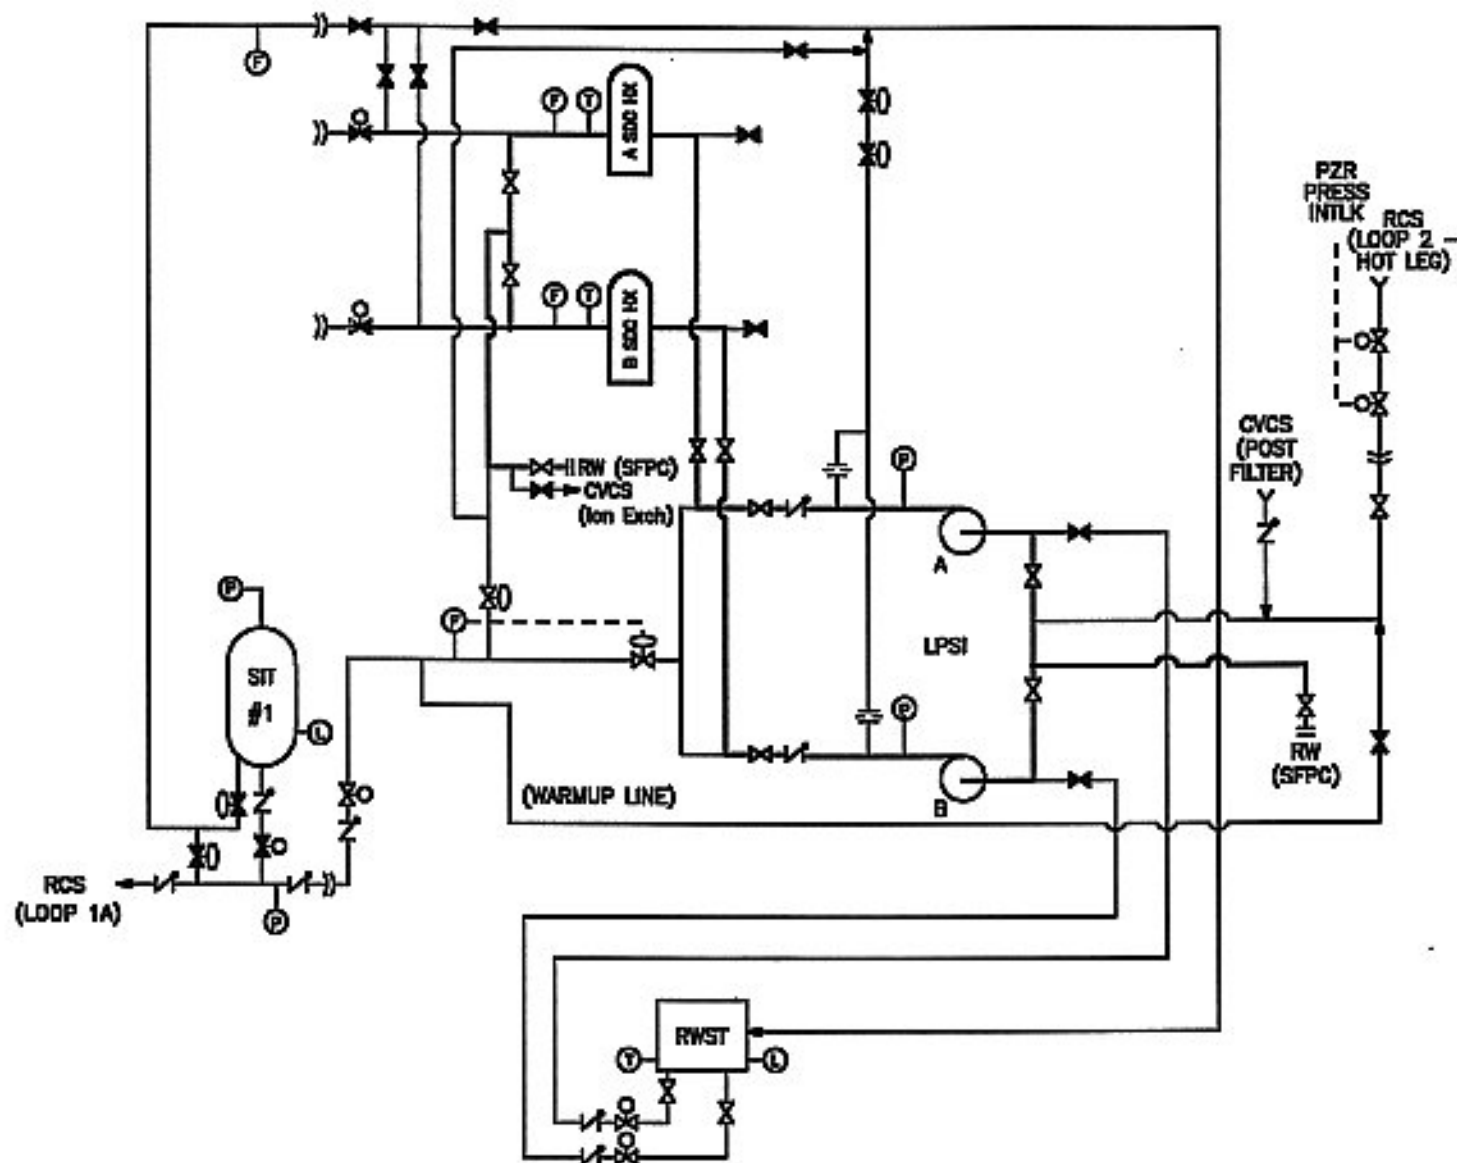 F
F
T
A SDC HX
PZR
PRESS
INTLK
RCS
(LOOP 2 –
HOT LEG)
F
T
B SDC HX
CVCS
(POST
FILTER)
RW (SFPC)
CVCS
(Ion Exch)
P
A
P
F
LPSI
SIT
#1
L
P
B
RW
(SFPC)
(WARMUP LINE)
RCS
(LOOP 1A)
P
RWST
T
L